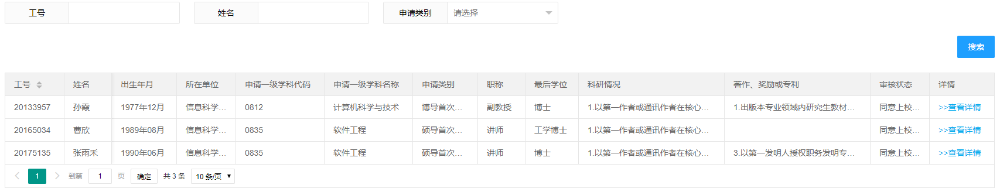 工号 姓名 申请类别 请选择
搜索
工号 姓名 出生年月 所在单位 申请一级学科代码 申请一级学科名称 申请类别 职称 最后学位 科研情况 著作、奖励或专利 审核状态 详情
20133957 孙霞 1977年12月 信息科学... 0812 计算机科学与技术 博导首次... 副教授 博士 1.以第一作者或通讯作者在核心... 1.出版本专业领域内研究生教材... 同意上校... >>查看详情
20165034 曹欣 1989年08月 信息科学... 0835 软件工程 硕导首次... 讲师 工学博士 1.以第一作者或通讯作者在核心... 同意上校... >>查看详情
20175135 张雨禾 1990年06月 信息科学... 0835 软件工程 硕导首次... 讲师 博士 1.以第一作者或通讯作者在核心... 3.以第一发明人授权职务发明专... 同意上校... >>查看详情
1 到第 1 页 确定 共 3 条 10 条/页